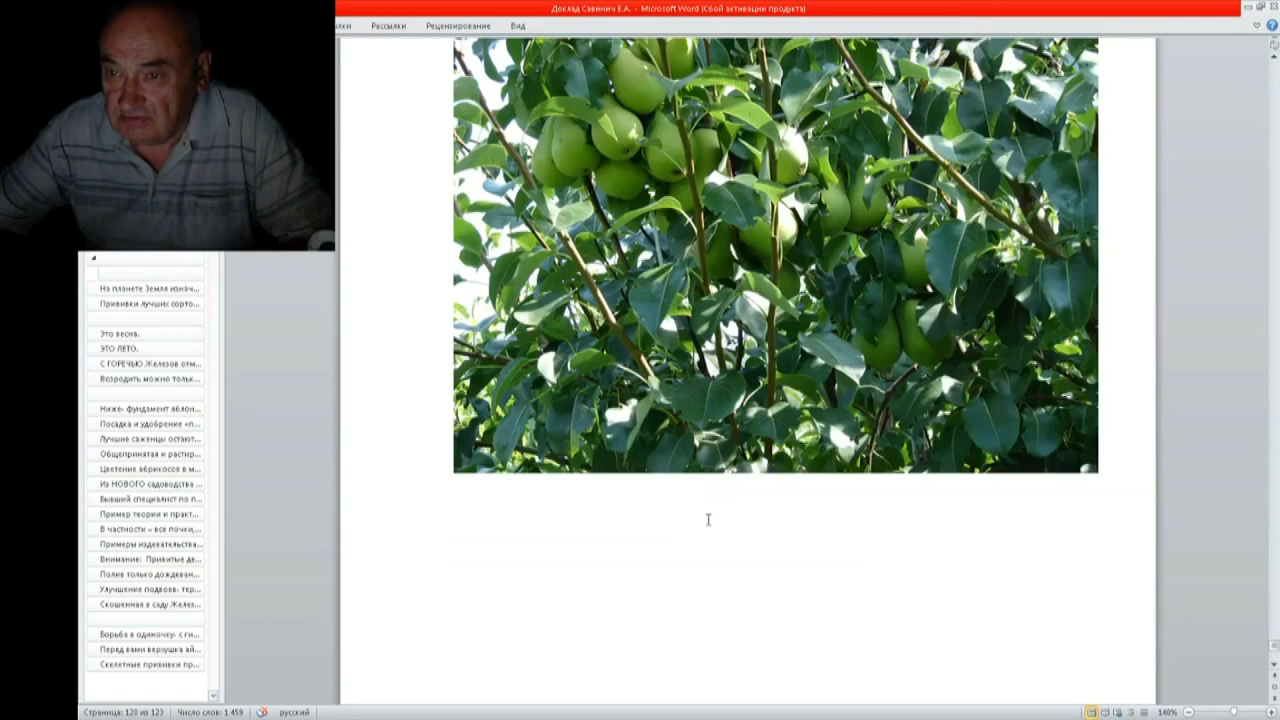 Доклад Савинич Е.А. - Microsoft Word (Сбой активации продукта)
Рассылки Рецензирование Вид
На планете Земля изнач...
Прививки лучших сорто...
Это весна.
ЭТО ЛЕТО.
С ГОРЕЧЬЮ Железов отм...
Возродить можно тольк...
Ниже- фундамент яблон...
Посадка и удобрение «п...
Лучшие саженцы остают...
Общепринятая и растир...
Цветение абрикосов в м...
Из НОВОГО садоводства ...
Бывший специалист по п...
Пример теории и практ...
В частности – все почки,...
Примеры издевательства...
Внимание: Привитые де...
Полив только дождеван...
Улучшение подвоев- тер...
Скошенная в саду Желез...
Борьба в одиночку- с ги...
Перед вами верхушка ай...
Скелетные прививки пр...
Страница: 120 из 123 Число слов: 1 459 русский 140%